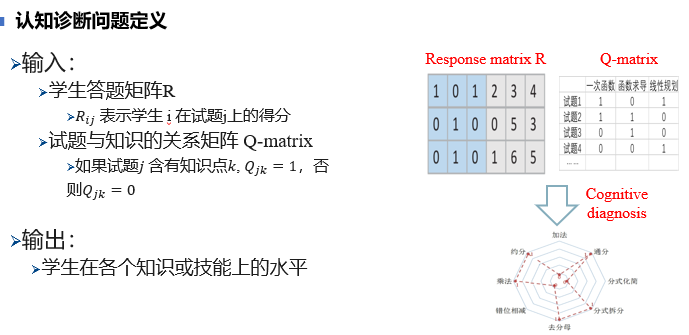 认知诊断问题定义
➢输入：
➢学生答题矩阵R
➢R_{ij} 表示学生 i 在试题j上的得分
➢试题与知识的关系矩阵 Q-matrix
➢如果试题j 含有知识点k, Q_{jk} = 1，否
则Q_{jk} = 0
➢输出：
➢学生在各个知识或技能上的水平
Response matrix R
1 0 1 2 3 4
0 1 0 0 5 3
0 1 0 1 6 5
Q-matrix
一次函数 函数求导 线性规划
试题1 1 0 1
试题2 1 1 0
试题3 0 1 0
试题4 0 0 1
……
Cognitive
diagnosis
加法
约分 通分
乘法 分式化简
错位相减 分式拆分
去分母